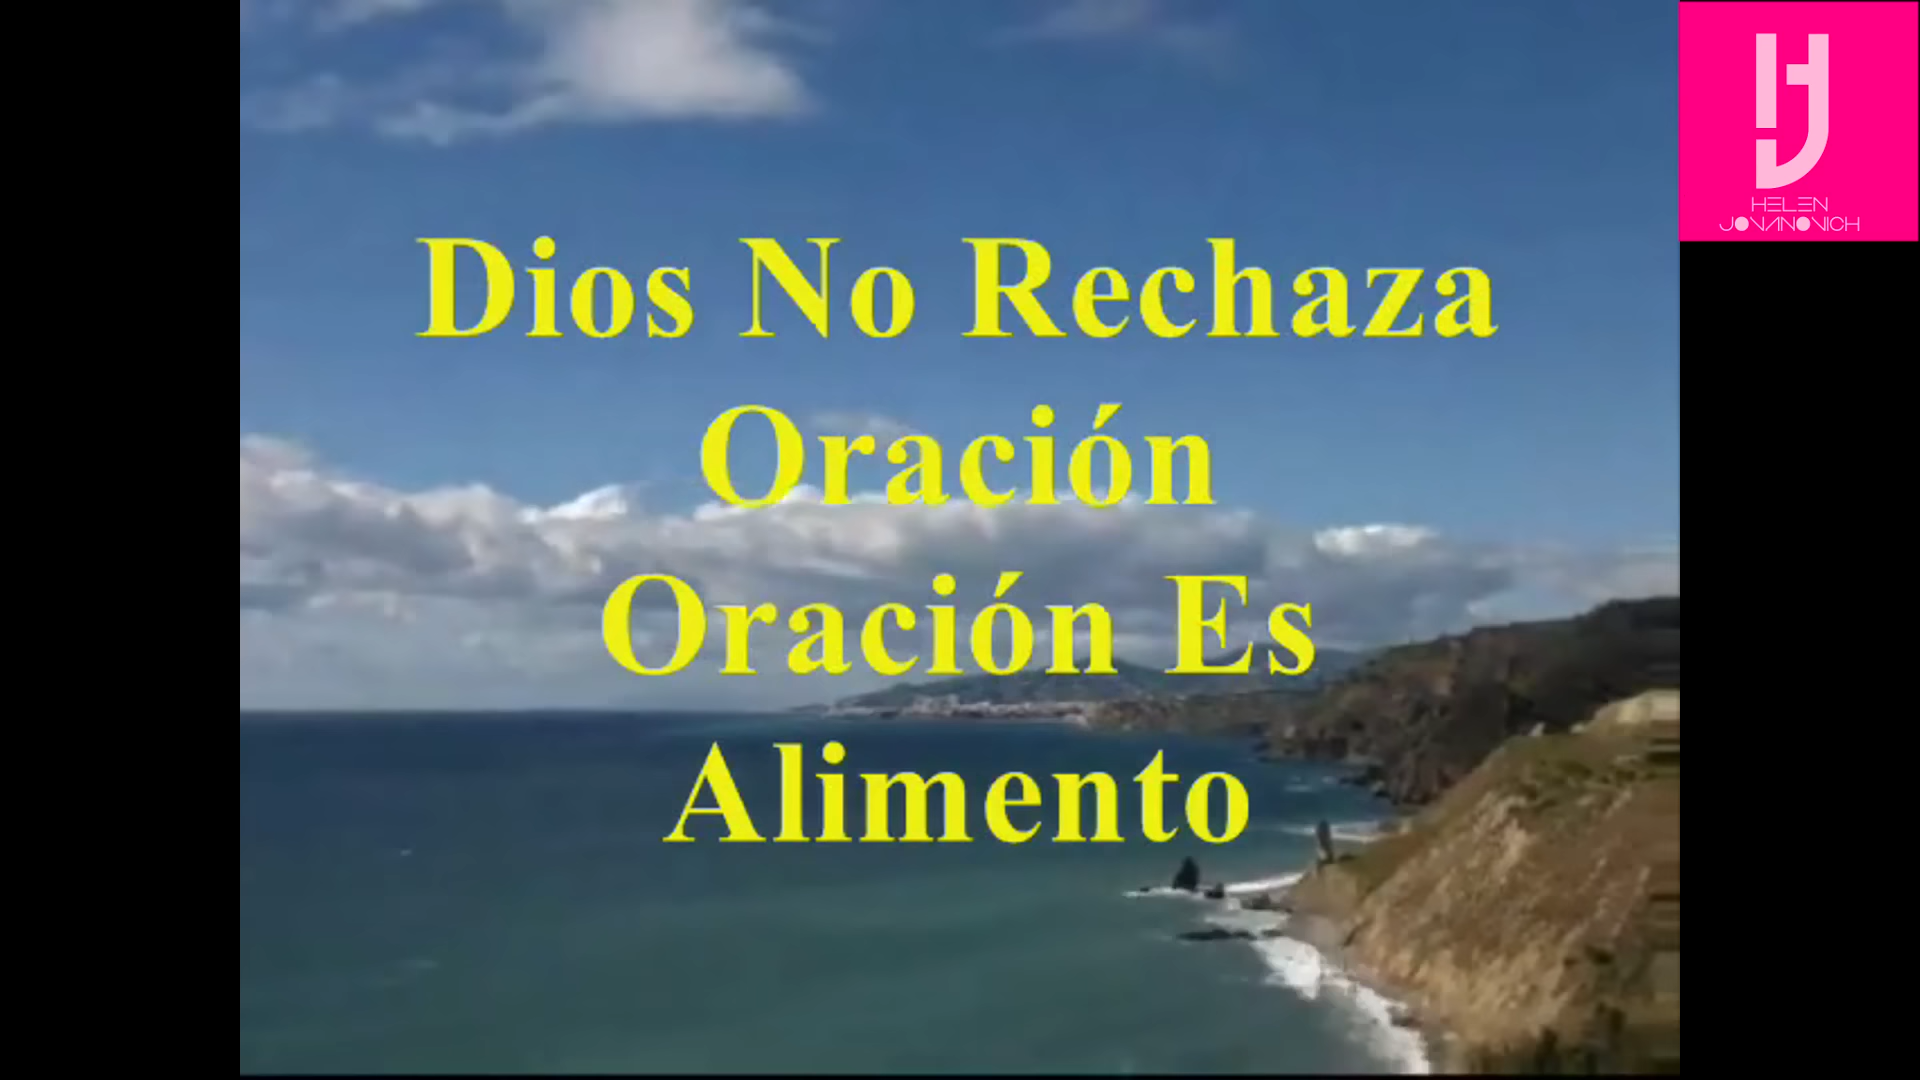 Dios No Rechaza
Oración
Oración Es
Alimento
HELEN
JOVANOVICH